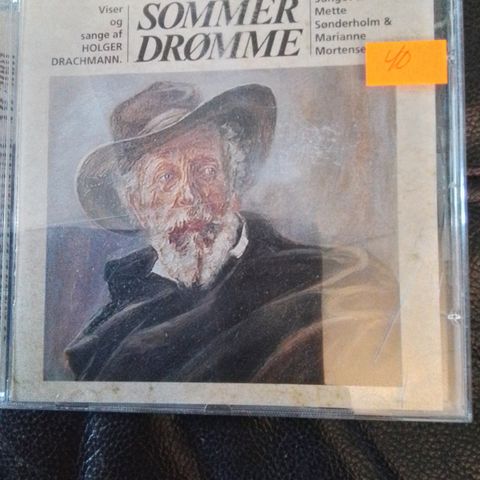 Viser
og
sange af
HOLGER
DRACHMANN.
SOMMER
DRØMME
Mette
Sønderholm &
Marianne
40